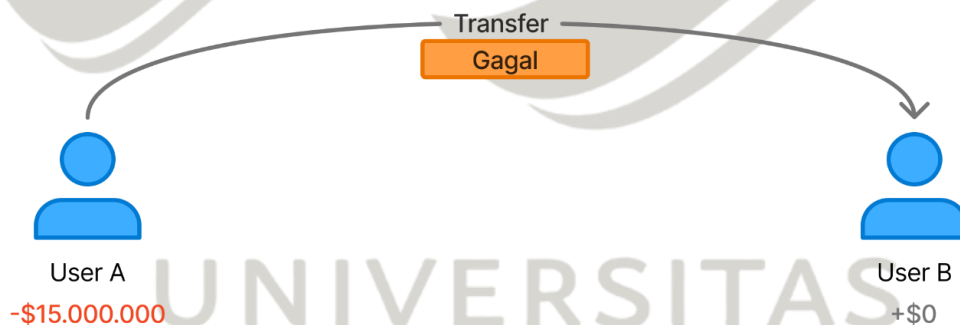 Transfer
Gagal
User A
User B
-$15.000.000
+$0
UNIVERSITAS